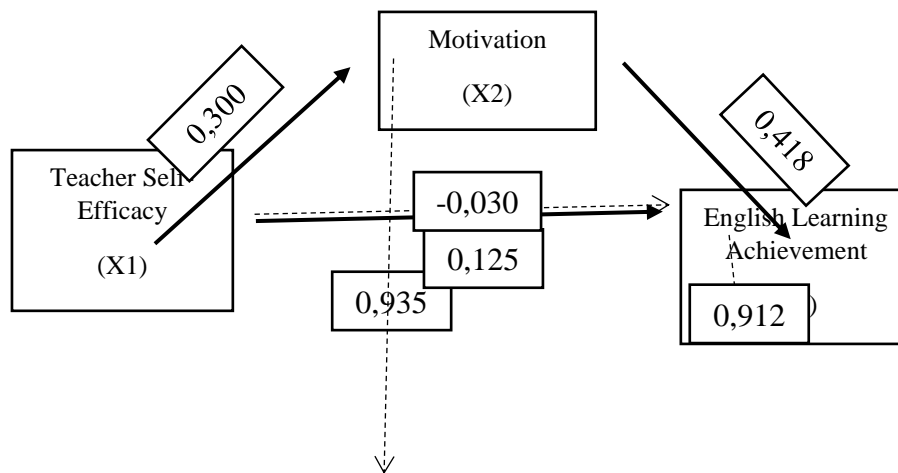 Motivation
(X2)
0,300
0,418
Teacher Self
Efficacy
(X1)
-0,030
0,125
0,935
English Learning
Achievement
0,912
)